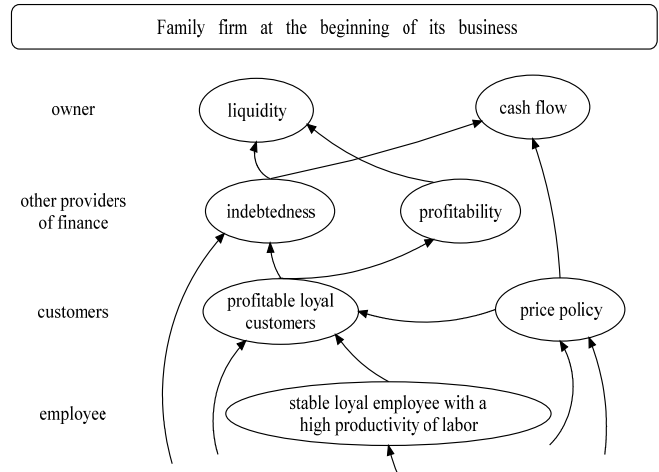 Family firm at the beginning of its business
owner
liquidity
cash flow
other providers
of finance
indebtedness
profitability
customers
profitable loyal
customers
price policy
employee
stable loyal employee with a
high productivity of labor